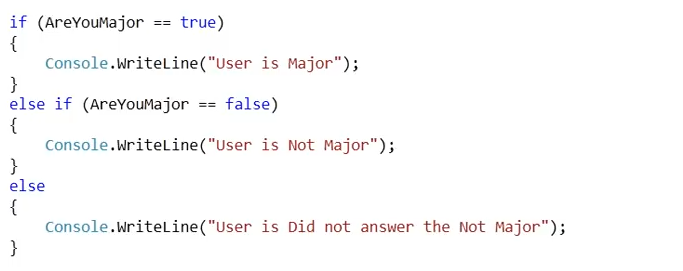 if (AreYouMajor == true)
{
    Console.WriteLine("User is Major");
}
else if (AreYouMajor == false)
{
    Console.WriteLine("User is Not Major");
}
else
{
    Console.WriteLine("User is Did not answer the Not Major");
}